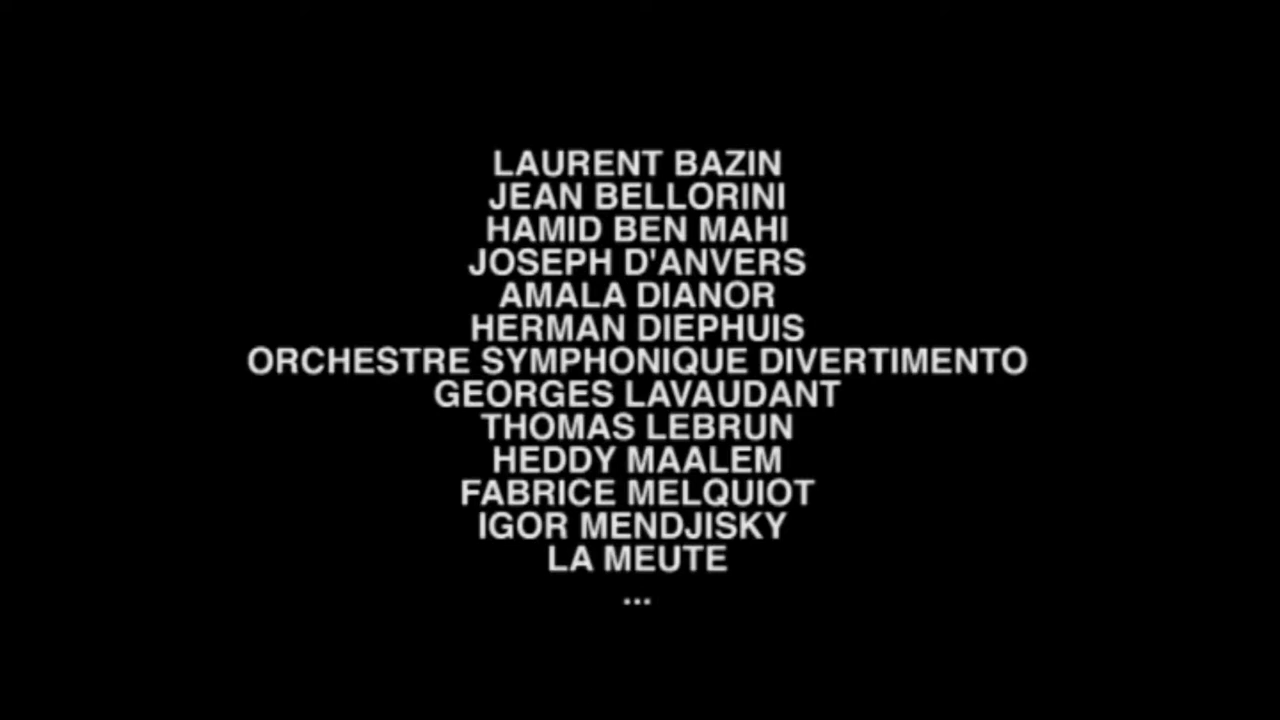 LAURENT BAZIN
JEAN BELLORINI
HAMID BEN MAHI
JOSEPH D'ANVERS
AMALA DIANOR
HERMAN DIEPHUIS
ORCHESTRE SYMPHONIQUE DIVERTIMENTO
GEORGES LAVAUDANT
THOMAS LEBRUN
HEDDY MAALEM
FABRICE MELQUIOT
IGOR MENDJISKY
LA MEUTE
...